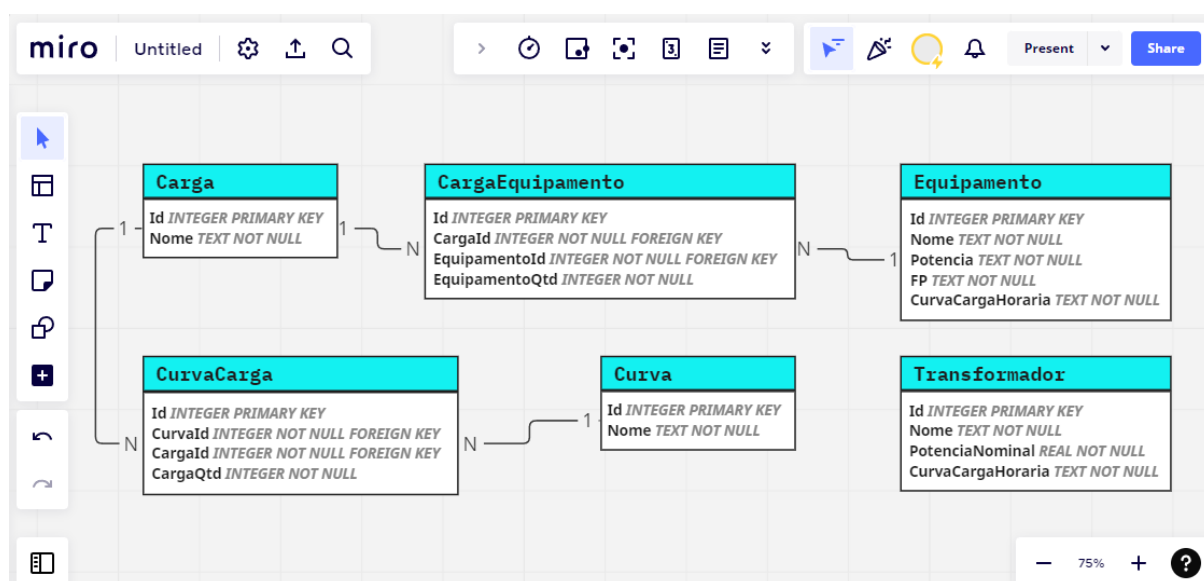 miro
Untitled
3
Present
Share
Carga
Id INTEGER PRIMARY KEY
Nome TEXT NOT NULL
1
1
CargaEquipamento
Id INTEGER PRIMARY KEY
CargaId INTEGER NOT NULL FOREIGN KEY
EquipamentoId INTEGER NOT NULL FOREIGN KEY
EquipamentoQtd INTEGER NOT NULL
N
N
Equipamento
Id INTEGER PRIMARY KEY
Nome TEXT NOT NULL
Potencia TEXT NOT NULL
FP TEXT NOT NULL
CurvaCargaHoraria TEXT NOT NULL
1
CurvaCarga
Id INTEGER PRIMARY KEY
CurvaId INTEGER NOT NULL FOREIGN KEY
CargaId INTEGER NOT NULL FOREIGN KEY
CargaQtd INTEGER NOT NULL
N
N
Curva
Id INTEGER PRIMARY KEY
Nome TEXT NOT NULL
1
Transformador
Id INTEGER PRIMARY KEY
Nome TEXT NOT NULL
PotenciaNominal REAL NOT NULL
CurvaCargaHoraria TEXT NOT NULL
75%
?